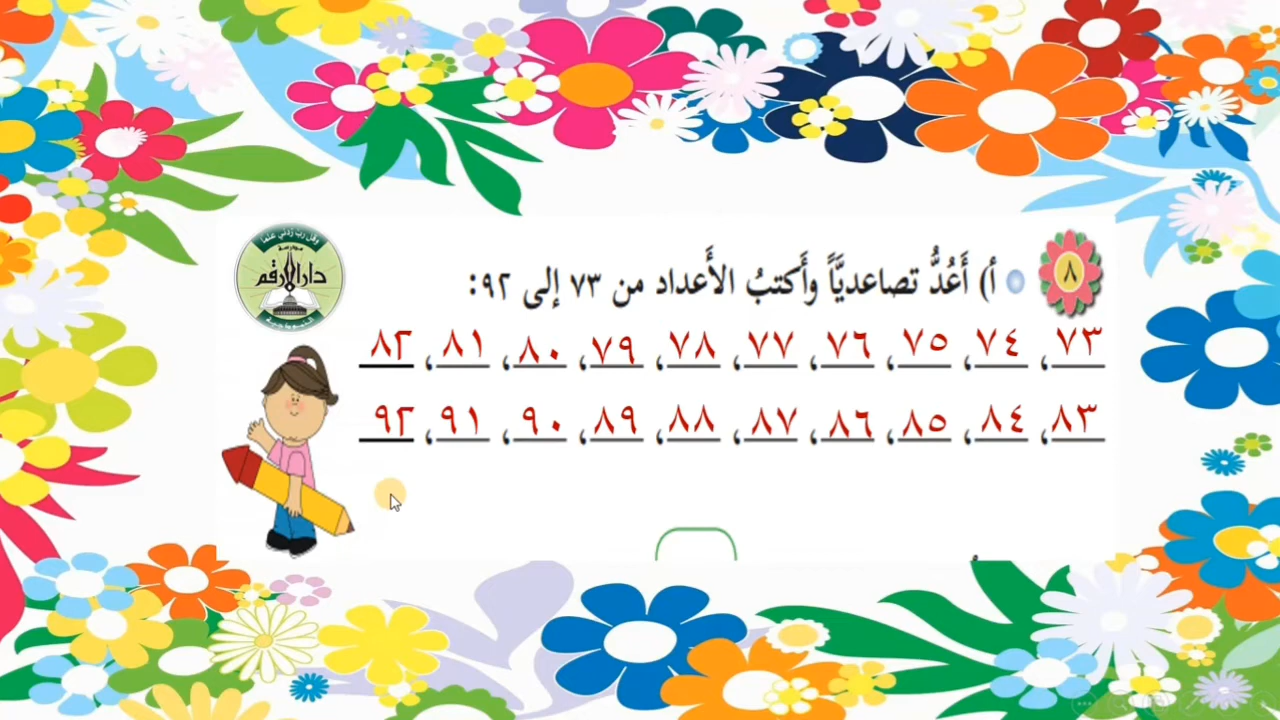 وقل رب زدني علماً
مدارسة
دار الأرقم
٨
أ) أَعُدُّ تصاعديًّاً وأَكتبُ الأَعداد من ٧٣ إلى ٩٢:
٧٣، ٧٤، ٧٥، ٧٦، ٧٧، ٧٨، ٧٩، ٨٠، ٨١، ٨٢
٨٣، ٨٤، ٨٥، ٨٦، ٨٧، ٨٨، ٨٩، ٩٠، ٩١، ٩٢